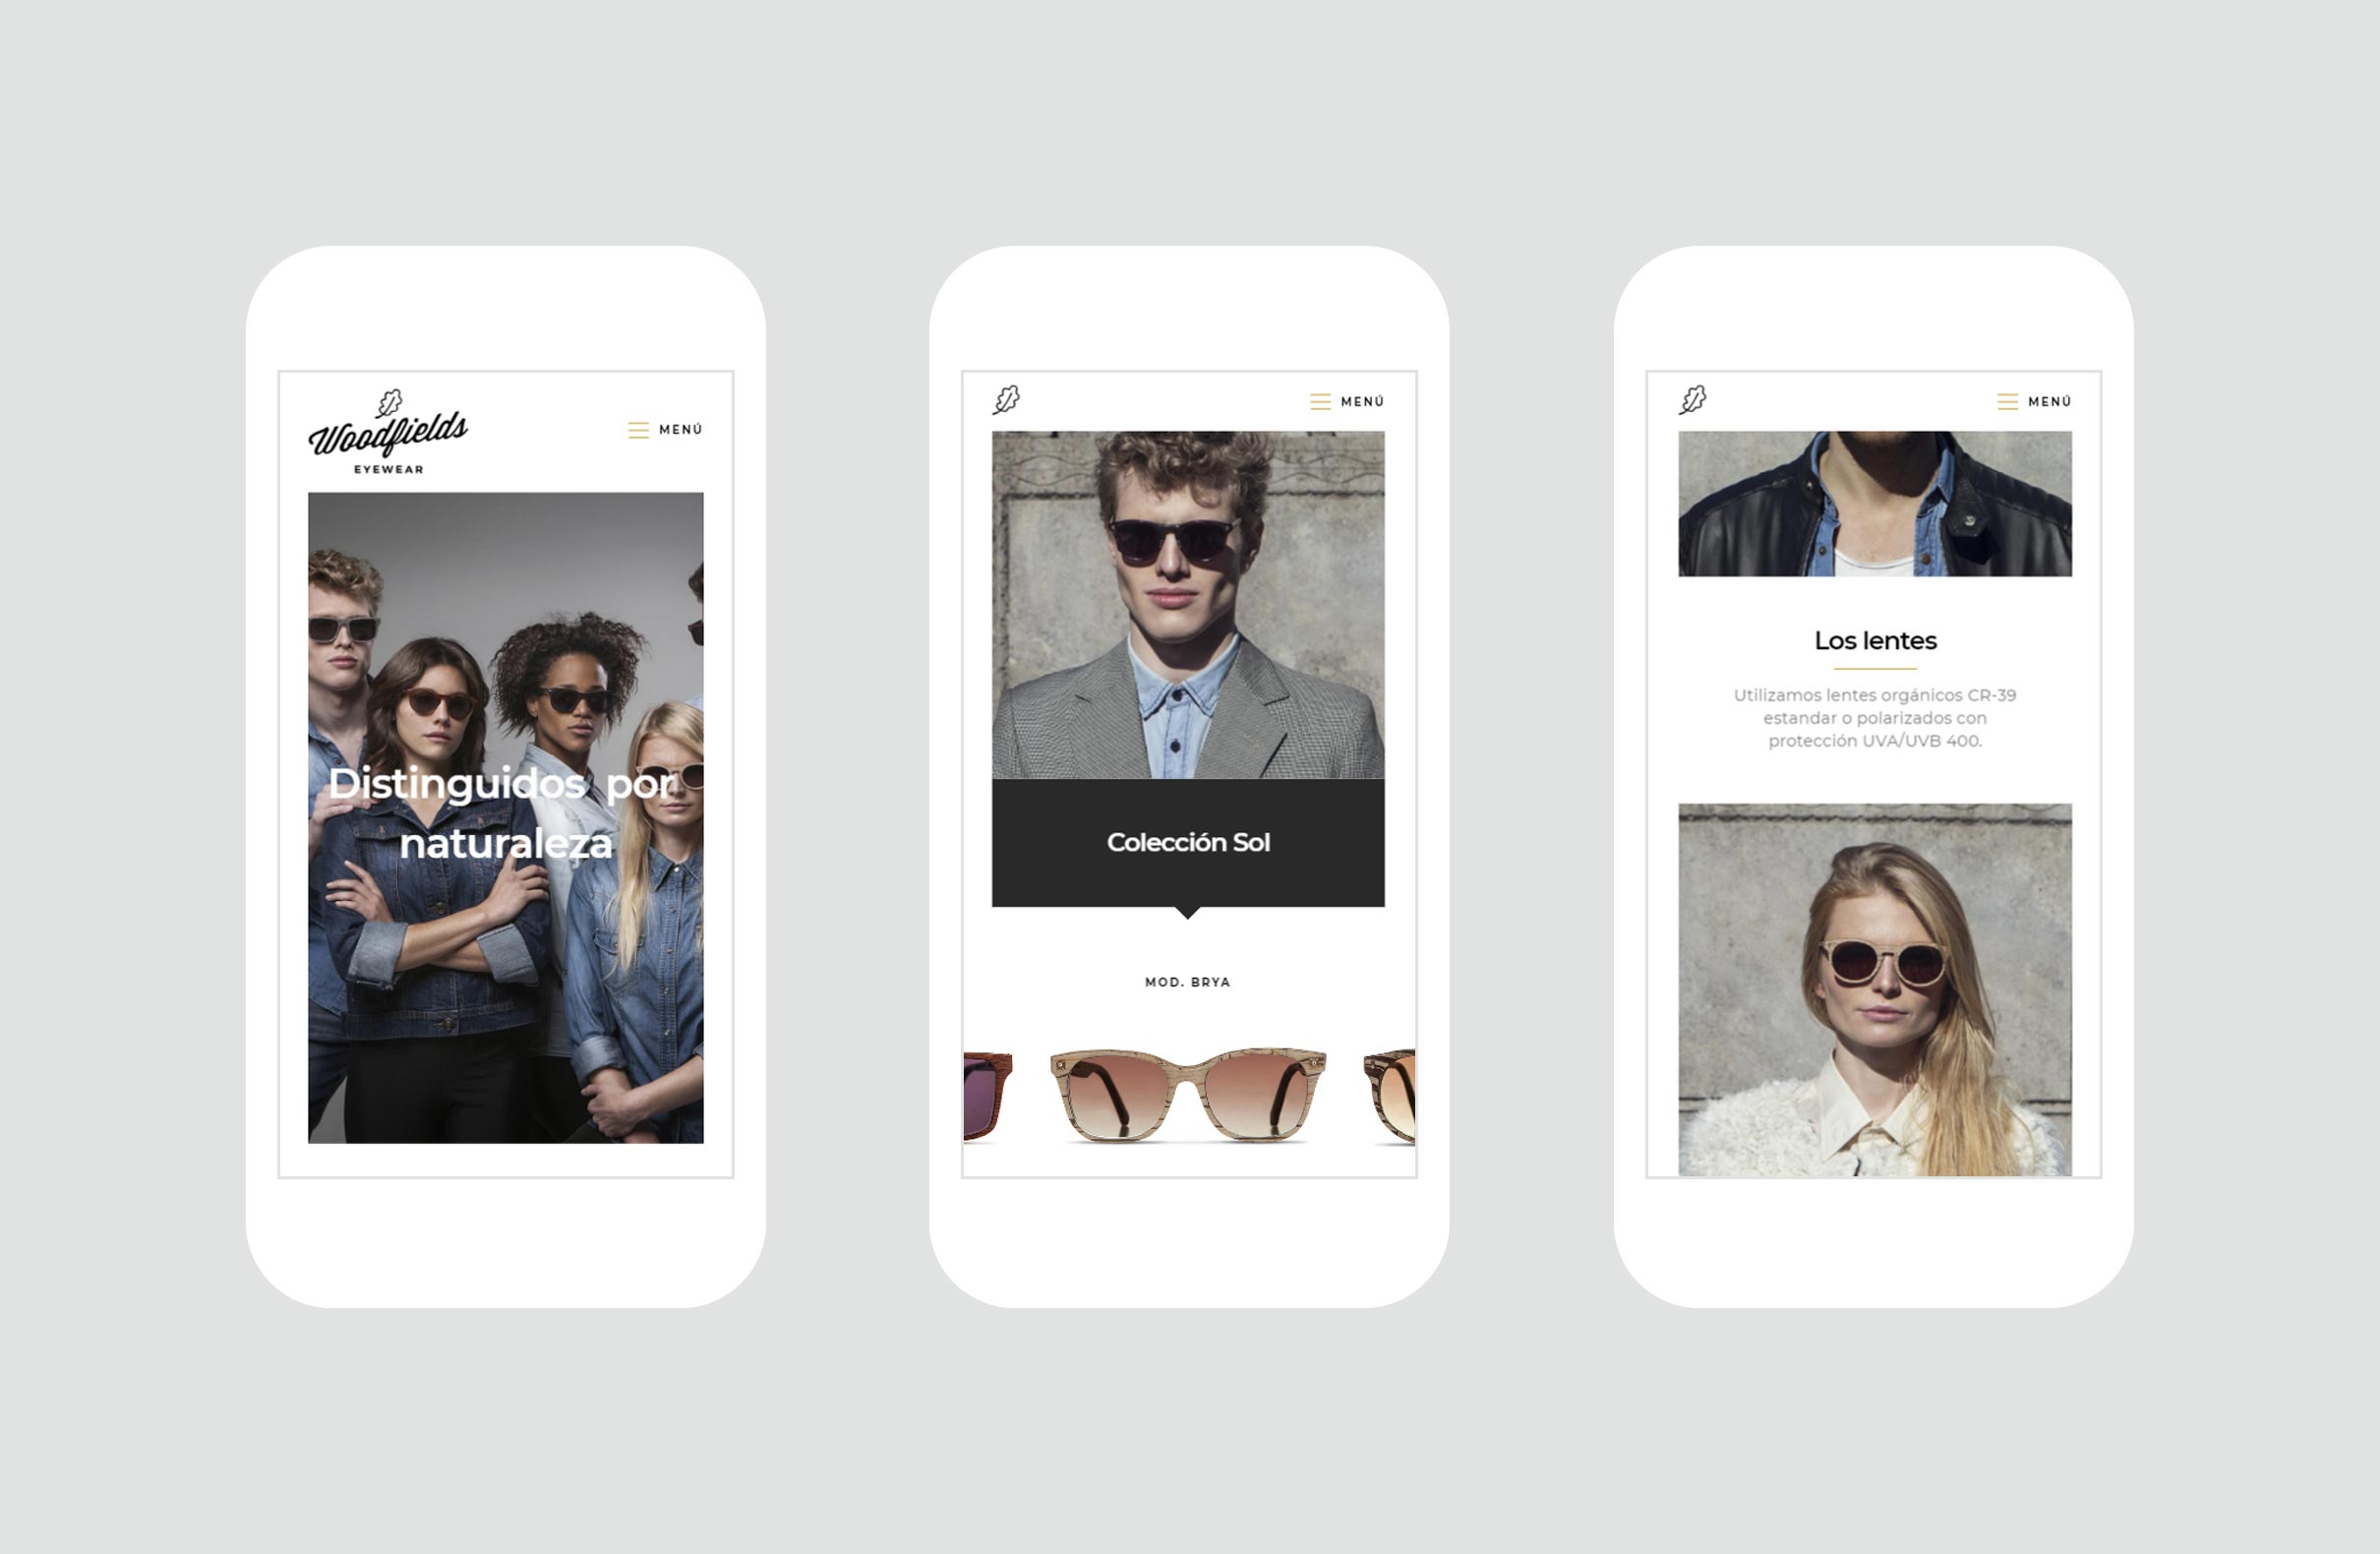 Woodfields
EYEWEAR
MENÚ
Distinguidos por
naturaleza
MENÚ
Colección Sol
MOD. BRYA
MENÚ
Los lentes
Utilizamos lentes orgánicos CR-39
estandar o polarizados con
protección UVA/UVB 400.